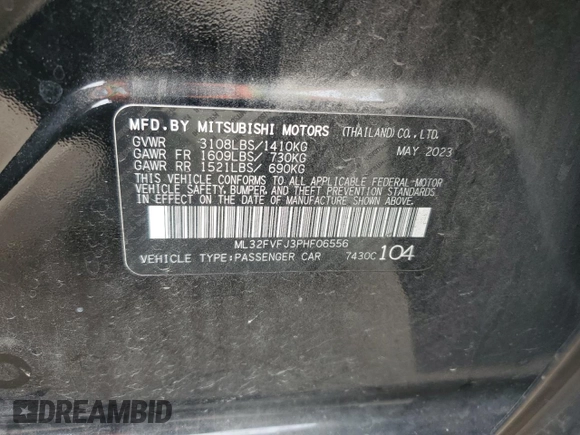 MFD.BY MITSUBISHI MOTORS (THAILAND) CO., LTD.
GVWR 3108LBS/1410KG MAY 2023
GAWR FR 1609LBS/ 730KG
GAWR RR 1521LBS/ 690KG
THIS VEHICLE CONFORMS TO ALL APPLICABLE FEDERAL-MOTOR
VEHICLE SAFETY, BUMPER, AND THEFT PREVENTION STANDARDS
IN EFFECT ON THE DATE OF MANUFACTURE SHOWN ABOVE.
ML32FVFJ3PHF06556
VEHICLE TYPE:PASSENGER CAR 7430C 104
DREAMBID